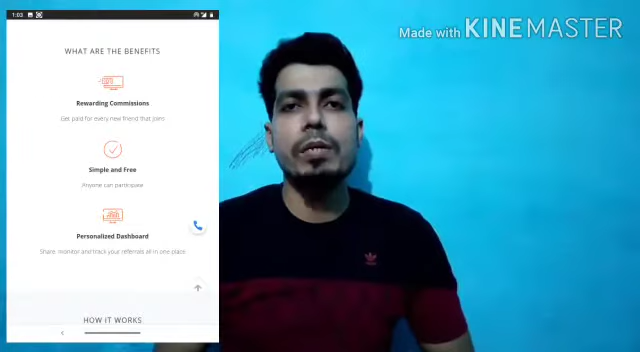 1:03
Made with KINEMASTER
WHAT ARE THE BENEFITS
Rewarding Commissions
Get paid for every new friend that joins
Simple and Free
Anyone can participate
Personalized Dashboard
Share, monitor and track your referrals all in one place
HOW IT WORKS